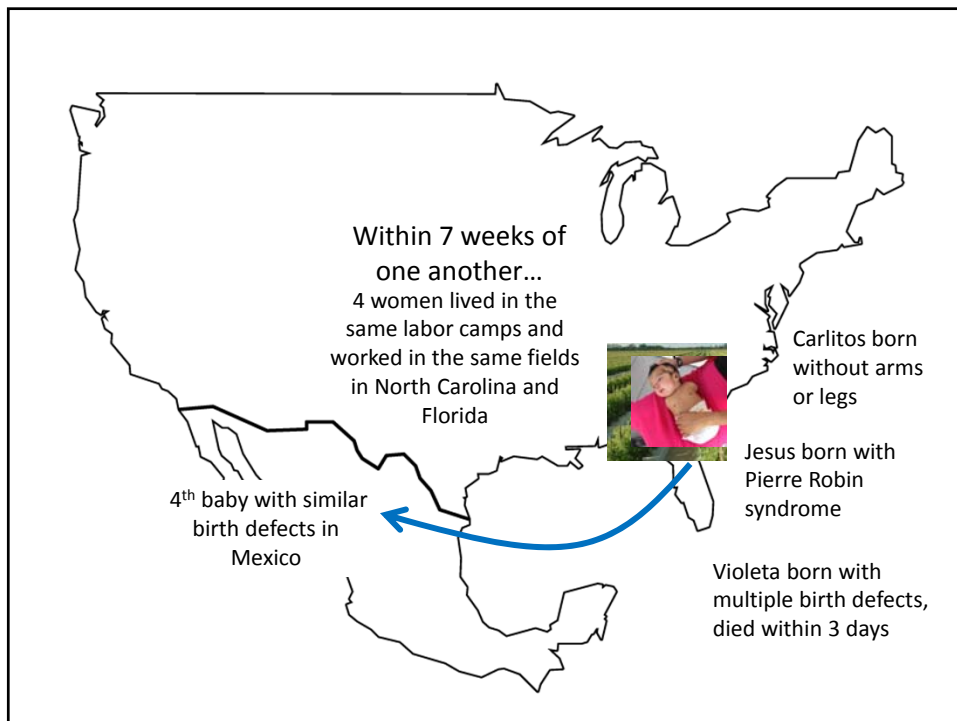 Within 7 weeks of
one another…
4 women lived in the
same labor camps and
worked in the same fields
in North Carolina and
Florida
Carlitos born
without arms
or legs
Jesus born with
Pierre Robin
syndrome
4th baby with similar
birth defects in
Mexico
Violeta born with
multiple birth defects,
died within 3 days